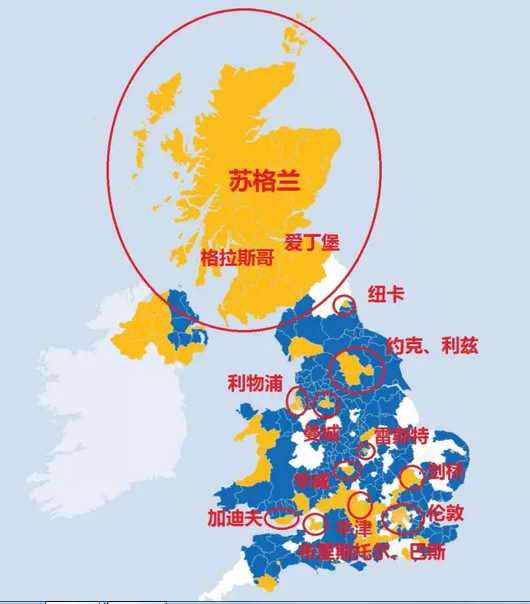 苏格兰
爱丁堡
格拉斯哥
纽卡
约克、利兹
利物浦
曼城
雷斯特
华威
剑桥
加迪夫
牛津
伦敦
布里斯托尔、巴斯